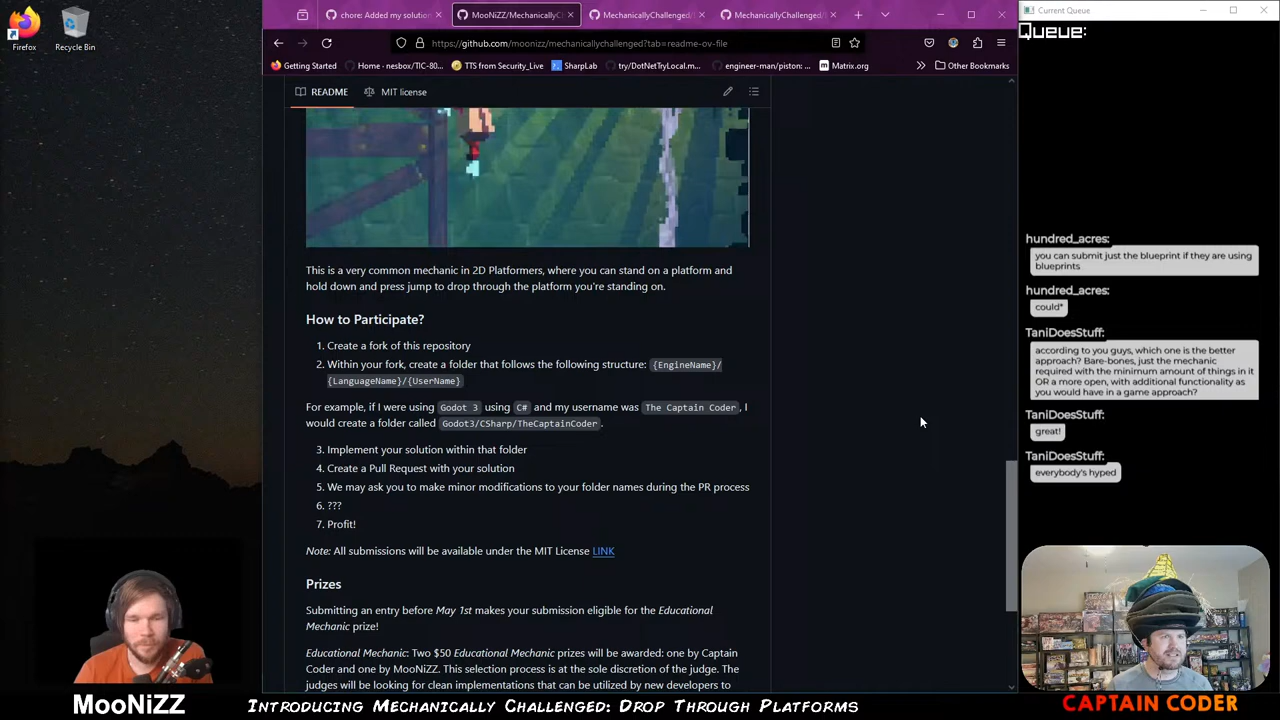 Firefox
Recycle Bin
chore: Added my solution
MooNiZZ/MechanicallyC
MechanicallyChallenged/
MechanicallyChallenged/
https://github.com/moonizz/mechanicallychallenged?tab=readme-ov-file
Getting Started
Home - nesbox/TIC-80...
TTS from Security_Live
SharpLab
try/DotNetTryLocal.m...
engineer-man/piston: ...
Matrix.org
Other Bookmarks
README
MIT license
This is a very common mechanic in 2D Platformers, where you can stand on a platform and
hold down and press jump to drop through the platform you're standing on.
How to Participate?
1. Create a fork of this repository
2. Within your fork, create a folder that follows the following structure: {EngineName}/
{LanguageName}/{UserName}
For example, if I were using Godot 3 using C# and my username was The Captain Coder, I
would create a folder called Godot3/CSharp/TheCaptainCoder.
3. Implement your solution within that folder
4. Create a Pull Request with your solution
5. We may ask you to make minor modifications to your folder names during the PR process
6. ???
7. Profit!
Note: All submissions will be available under the MIT License LINK
Prizes
Submitting an entry before May 1st makes your submission eligible for the Educational
Mechanic prize!
Educational Mechanic: Two $50 Educational Mechanic prizes will be awarded: one by Captain
Coder and one by MooNiZZ. This selection process is at the sole discretion of the judge. The
judges will be looking for clean implementations that can be utilized by new developers to
Current Queue
Queue:
hundred_acres:
you can submit just the blueprint if they are using
blueprints
hundred_acres:
could*
TaniDoesStuff:
according to you guys, which one is the better
approach? Bare-bones, just the mechanic
required with the minimum amount of things in it
OR a more open, with additional functionality as
you would have in a game approach?
TaniDoesStuff:
great!
TaniDoesStuff:
everybody's hyped
MooNiZZ
Introducing Mechanically Challenged: Drop Through Platforms
CAPTAIN CODER